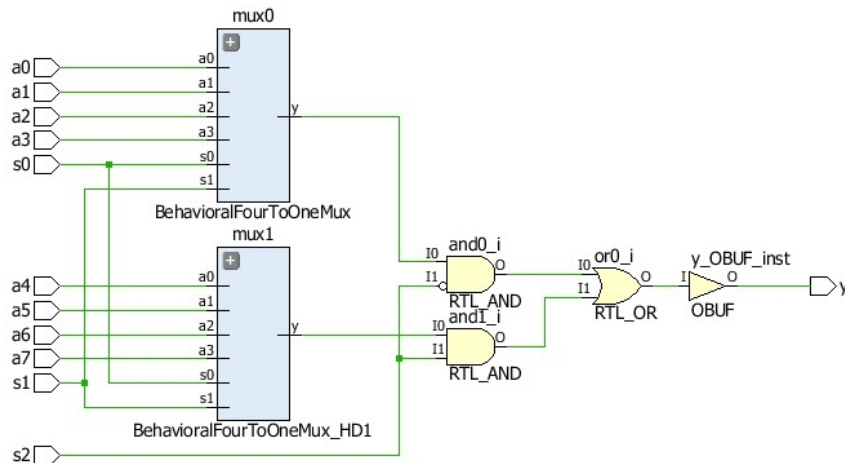 mux0
a0
a1
a2
a3
s0
a0
a1
a2
a3
s0
s1
y
BehavioralFourToOneMux
mux1
a4
a5
a6
a7
s1
s2
a0
a1
a2
a3
s0
s1
y
BehavioralFourToOneMux_HD1
and0_i
I0
I1
O
RTL_AND
and1_i
I0
I1
O
RTL_AND
or0_i
I0
I1
O
RTL_OR
y_OBUF_inst
I
O
OBUF
y